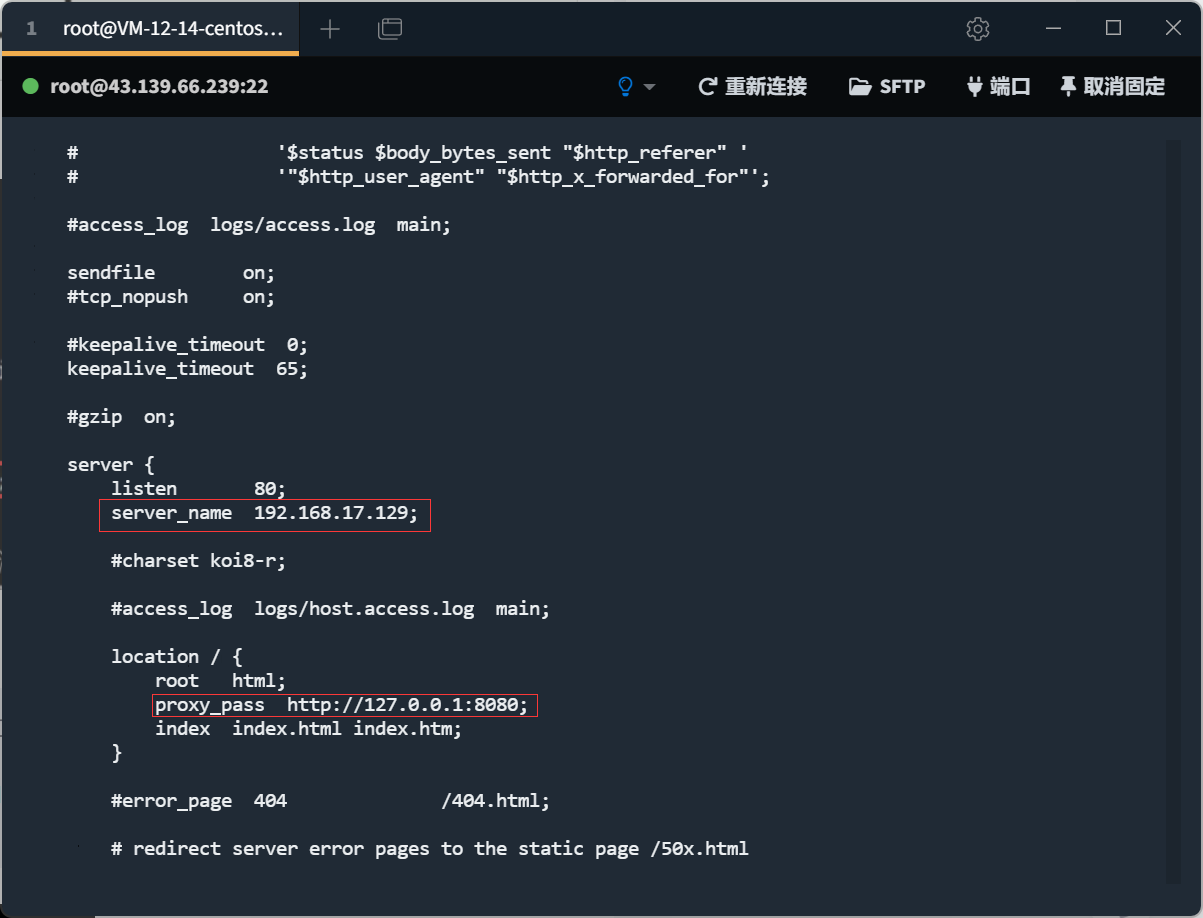 1 root@VM-12-14-centos...
root@43.139.66.239:22 重新连接 SFTP 端口 取消固定
# '$status $body_bytes_sent "$http_referer" '
# '"$http_user_agent" "$http_x_forwarded_for"';
#access_log logs/access.log main;
sendfile on;
#tcp_nopush on;
#keepalive_timeout 0;
keepalive_timeout 65;
#gzip on;
server {
listen 80;
server_name 192.168.17.129;
#charset koi8-r;
#access_log logs/host.access.log main;
location / {
root html;
proxy_pass http://127.0.0.1:8080;
index index.html index.htm;
}
#error_page 404 /404.html;
# redirect server error pages to the static page /50x.html